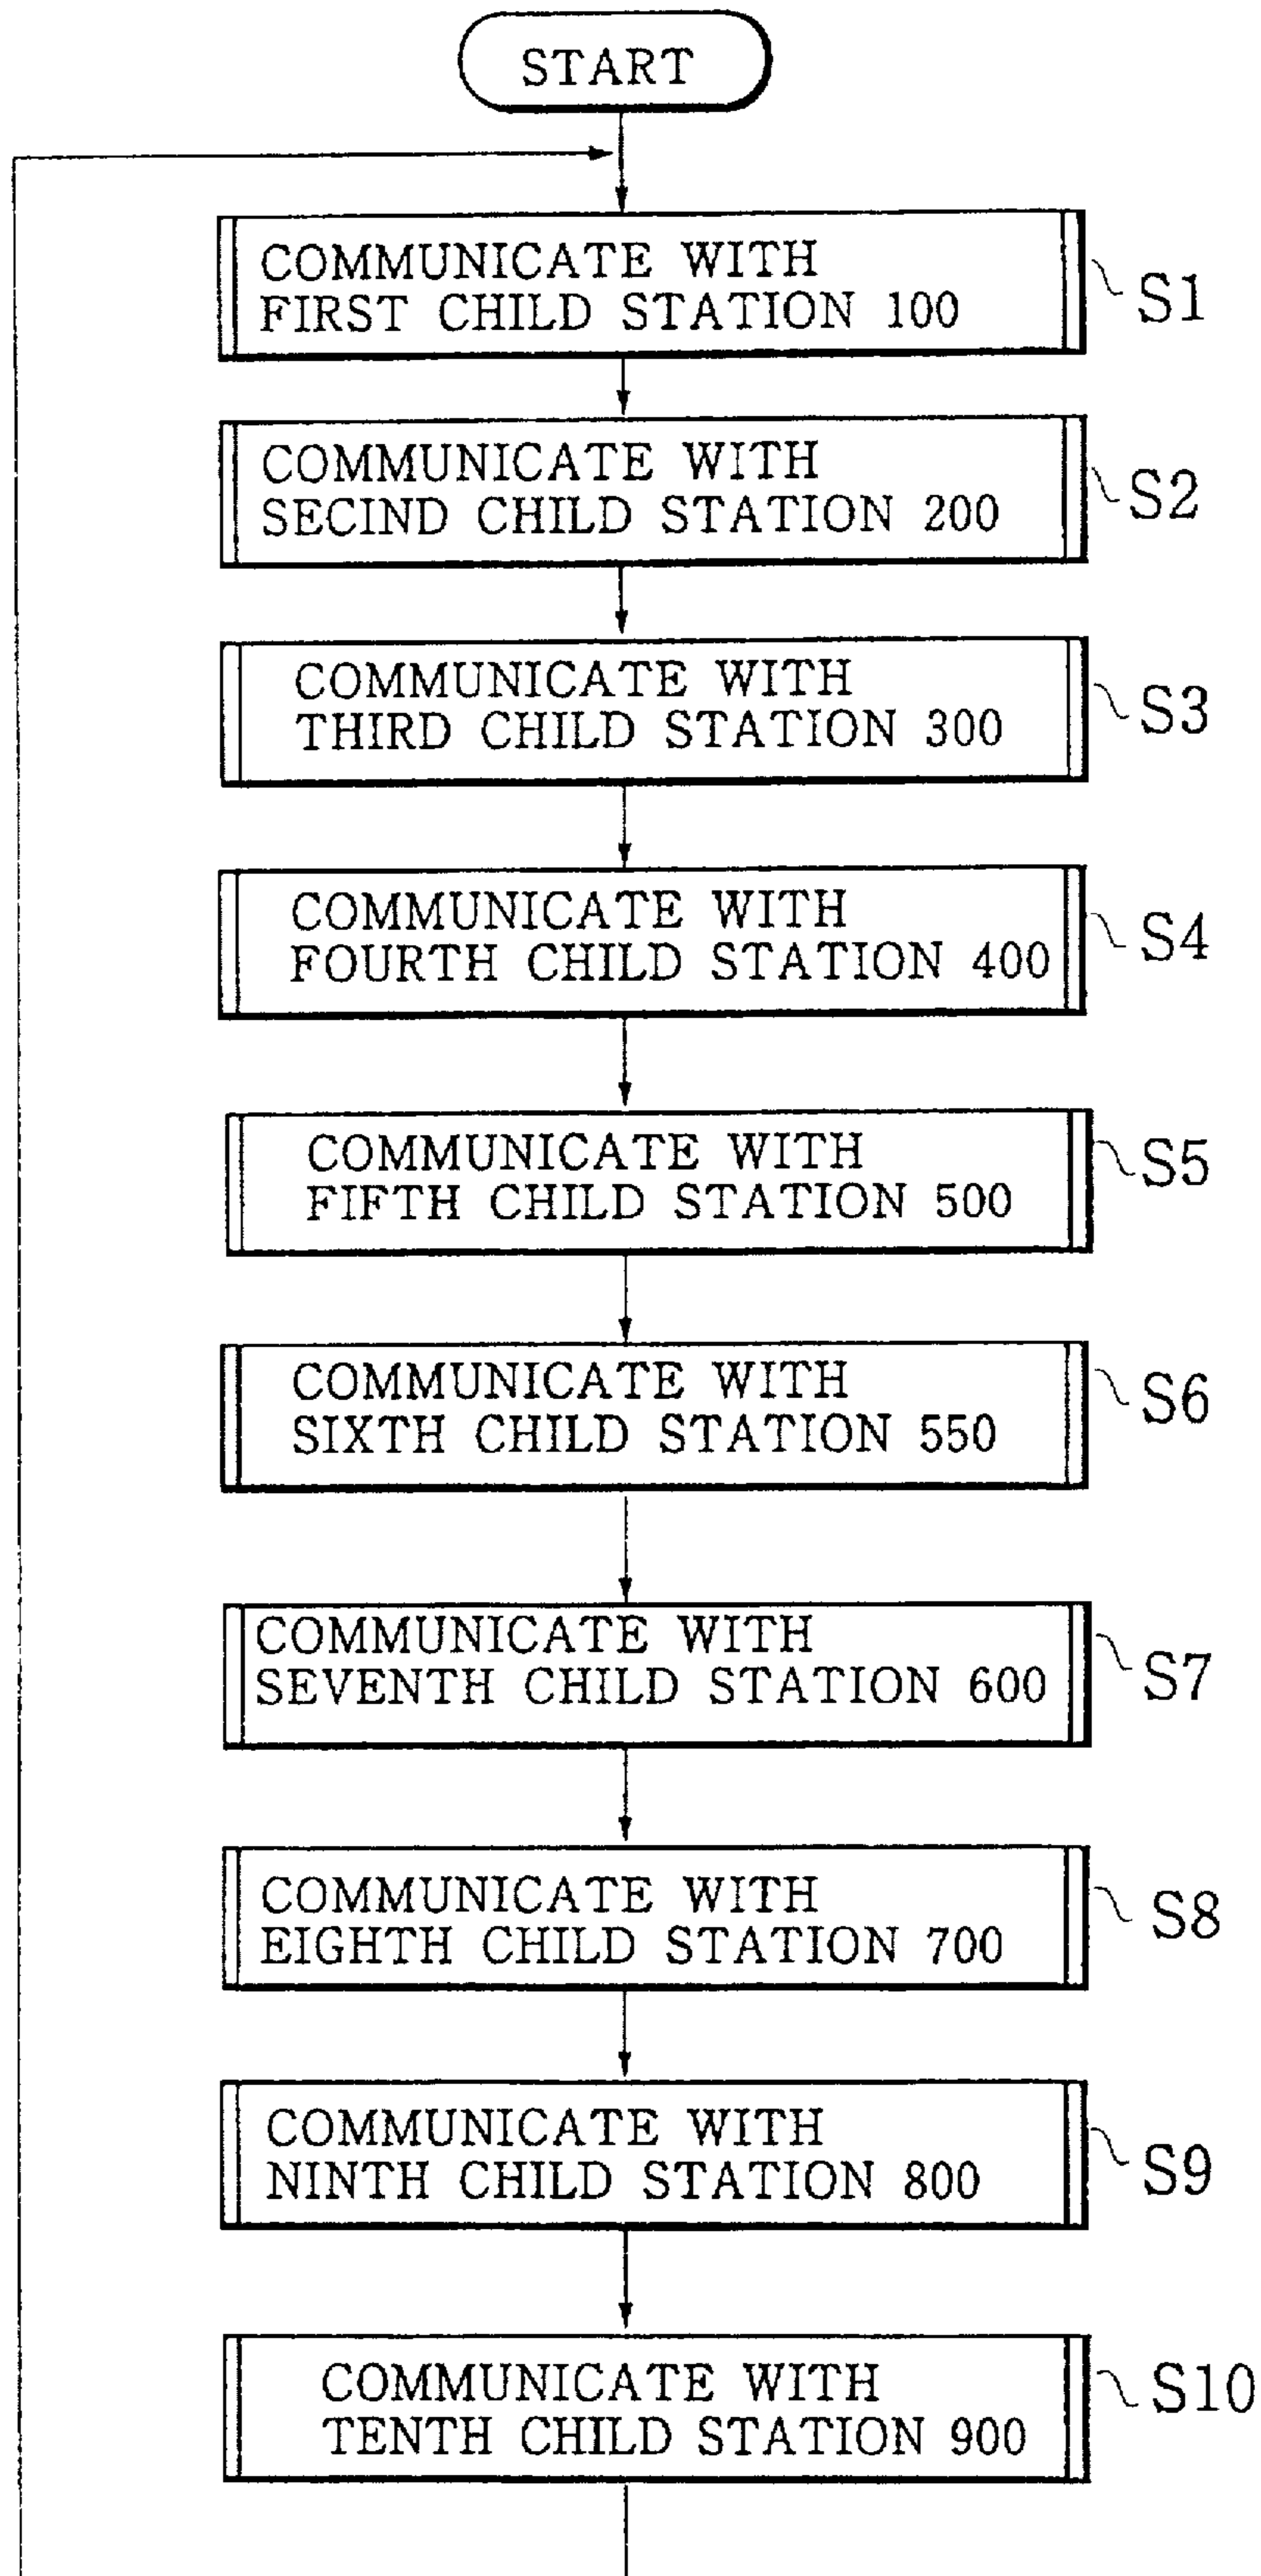 START
COMMUNICATE WITH
FIRST CHILD STATION 100
S1
COMMUNICATE WITH
SECIND CHILD STATION 200
S2
COMMUNICATE WITH
THIRD CHILD STATION 300
S3
COMMUNICATE WITH
FOURTH CHILD STATION 400
S4
COMMUNICATE WITH
FIFTH CHILD STATION 500
S5
COMMUNICATE WITH
SIXTH CHILD STATION 550
S6
COMMUNICATE WITH
SEVENTH CHILD STATION 600
S7
COMMUNICATE WITH
EIGHTH CHILD STATION 700
S8
COMMUNICATE WITH
NINTH CHILD STATION 800
S9
COMMUNICATE WITH
TENTH CHILD STATION 900
S10